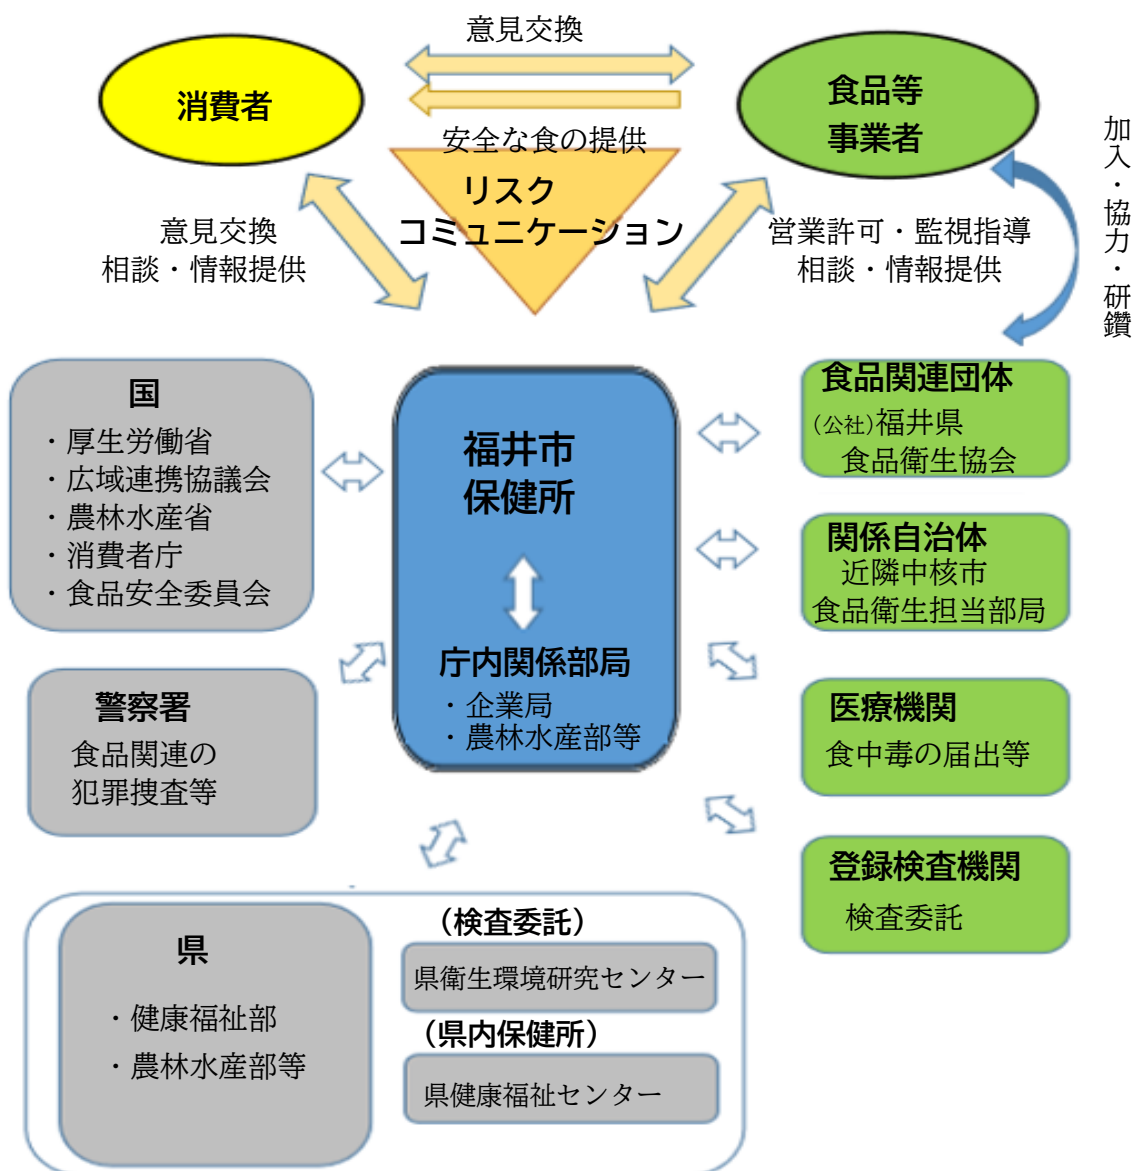 意見交換
消費者
食品等
事業者
安全な食の提供
リスク
コミュニケーション
加入・協力・研鑽
意見交換
相談・情報提供
営業許可・監視指導
相談・情報提供
国
・厚生労働省
・広域連携協議会
・農林水産省
・消費者庁
・食品安全委員会
福井市
保健所
庁内関係部局
・企業局
・農林水産部等
食品関連団体
(公社)福井県
食品衛生協会
関係自治体
近隣中核市
食品衛生担当部局
警察署
食品関連の
犯罪捜査等
医療機関
食中毒の届出等
登録検査機関
検査委託
県
・健康福祉部
・農林水産部等
（検査委託）
県衛生環境研究センター
（県内保健所）
県健康福祉センター